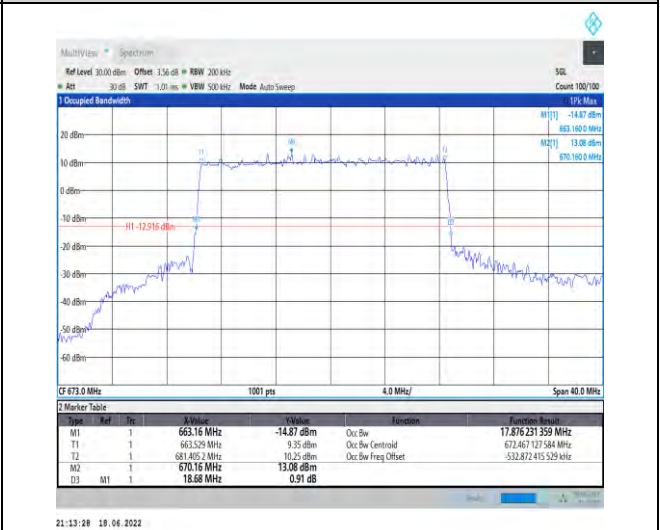 MultiView Spectrum
Ref Level 30.00 dBm Offset 3.56 dB RBW 200 kHz SGL
Att 30 dB SWT 1.01 ms VBW 500 kHz Mode Auto Sweep Count 100/100
1 Occupied Bandwidth 1Pk Max
M1[1] -14.87 dBm
663.160 0 MHz
20 dBm
M2[1] 13.08 dBm
670.160 0 MHz
M2
T1
T2
10 dBm
0 dBm
-10 dBm
M1
D3
H1 -12.916 dBm
-20 dBm
-30 dBm
-40 dBm
-50 dBm
-60 dBm
CF 673.0 MHz 1001 pts 4.0 MHz/ Span 40.0 MHz
2 Marker Table
Type Ref Trc X-Value Y-Value Function Function Result
M1 1 663.16 MHz -14.87 dBm Occ Bw 17.876 231 359 MHz
T1 1 663.529 MHz 9.35 dBm Occ Bw Centroid 672.467 127 584 MHz
T2 1 681.405 2 MHz 10.25 dBm Occ Bw Freq Offset -532.872 415 529 kHz
M2 1 670.16 MHz 13.08 dBm
D3 M1 1 18.68 MHz 0.91 dB
21:13:28 18.06.2022